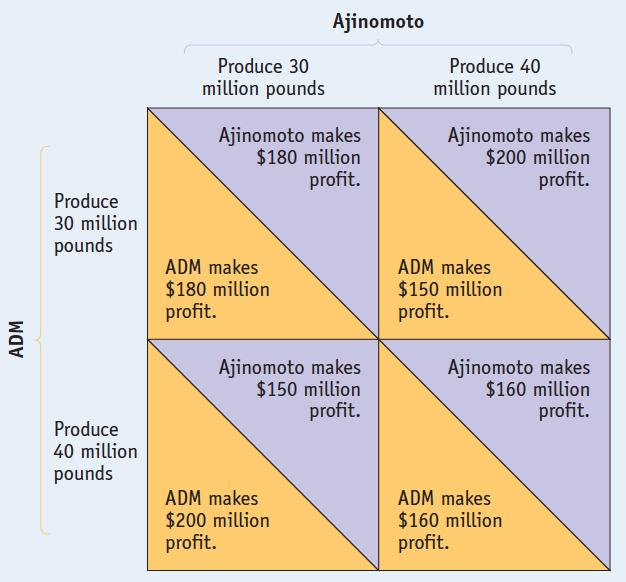 Ajinomoto
Produce 30
million pounds
Produce 40
million pounds
ADM
Produce
30 million
pounds
Ajinomoto makes
$180 million
profit.
ADM makes
$180 million
profit.
Ajinomoto makes
$200 million
profit.
ADM makes
$150 million
profit.
Produce
40 million
pounds
Ajinomoto makes
$150 million
profit.
ADM makes
$200 million
profit.
Ajinomoto makes
$160 million
profit.
ADM makes
$160 million
profit.